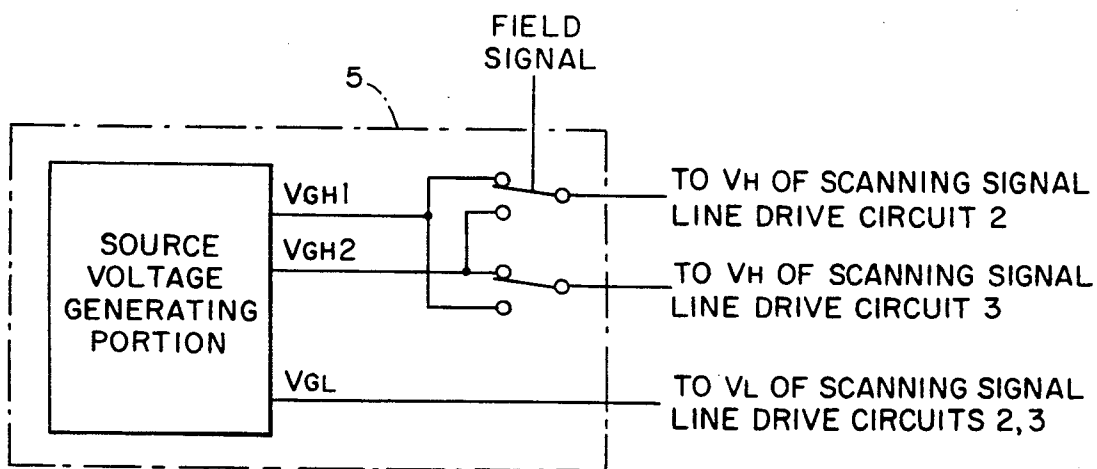 FIELD
SIGNAL
5
VGH1
TO VH OF SCANNING SIGNAL
LINE DRIVE CIRCUIT 2
SOURCE
VOLTAGE
GENERATING
PORTION
VGH2
TO VH OF SCANNING SIGNAL
LINE DRIVE CIRCUIT 3
VGL
TO VL OF SCANNING SIGNAL
LINE DRIVE CIRCUITS 2,3